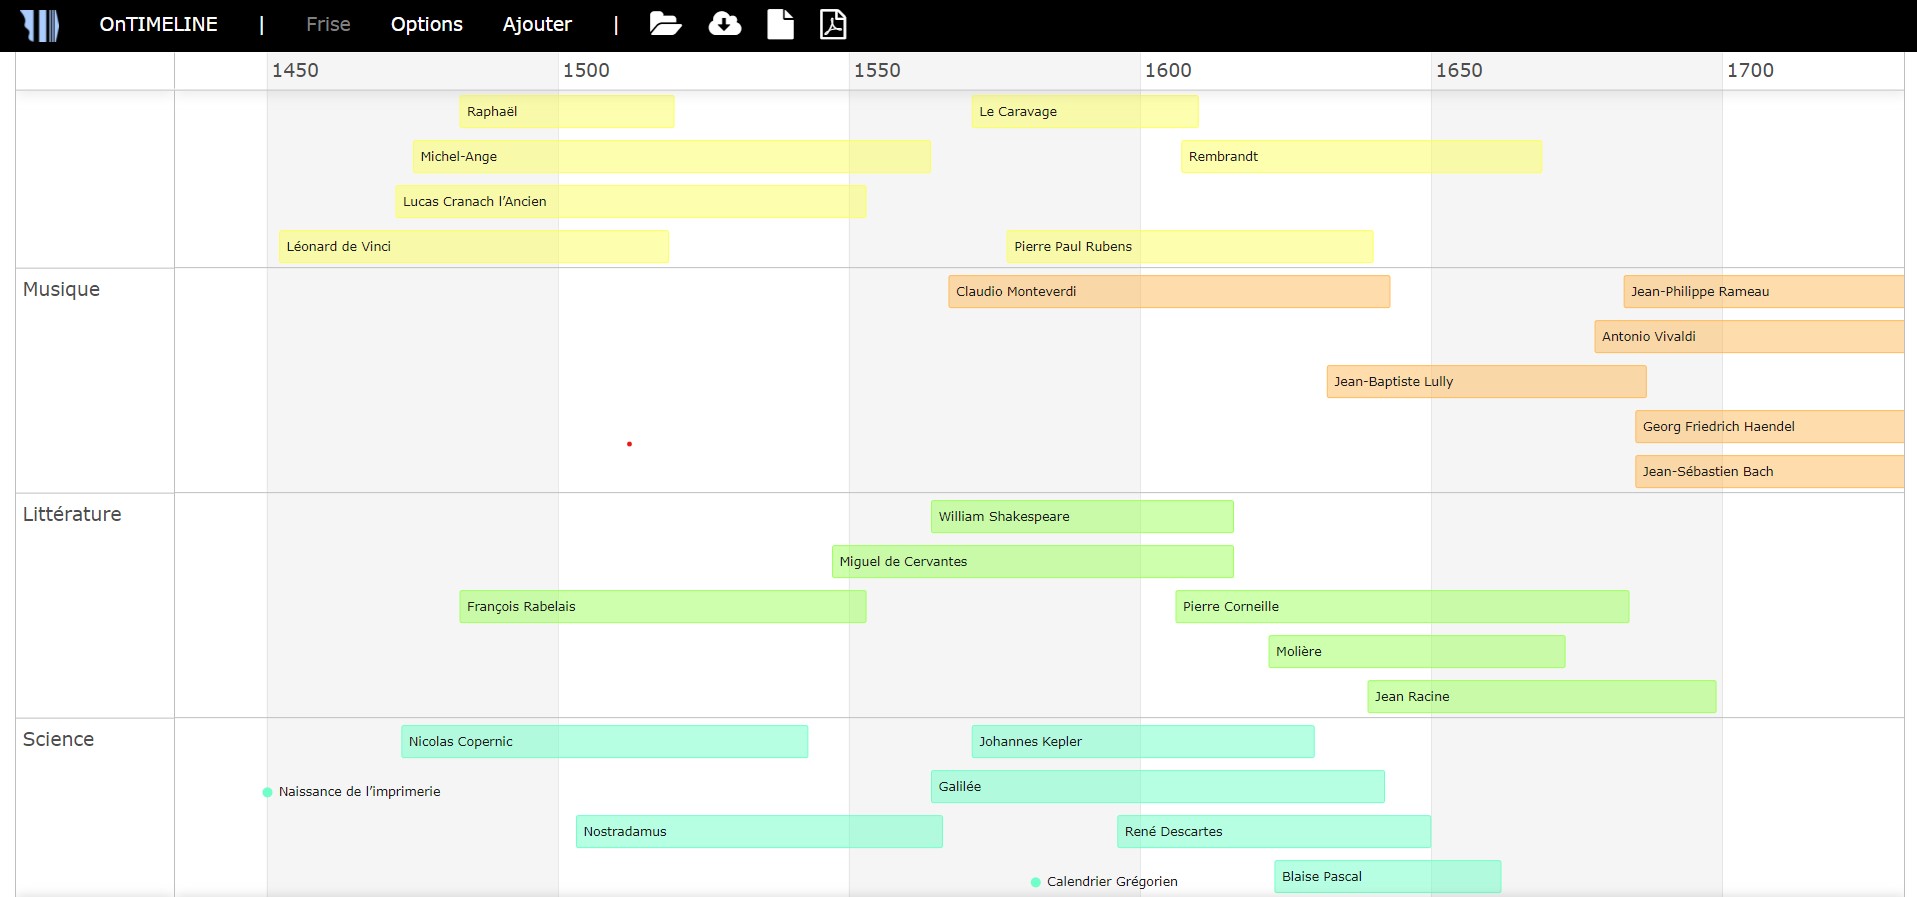 OnTIMELINE | Frise Options Ajouter |
1450 1500 1550 1600 1650 1700
Raphaël Le Caravage
Michel-Ange Rembrandt
Lucas Cranach l’Ancien
Léonard de Vinci Pierre Paul Rubens
Musique Claudio Monteverdi Jean-Philippe Rameau
Antonio Vivaldi
Jean-Baptiste Lully
Georg Friedrich Haendel
Jean-Sébastien Bach
Littérature William Shakespeare
Miguel de Cervantes
François Rabelais Pierre Corneille
Molière
Jean Racine
Science Nicolas Copernic Johannes Kepler
Naissance de l’imprimerie Galilée
Nostradamus René Descartes
Calendrier Grégorien Blaise Pascal